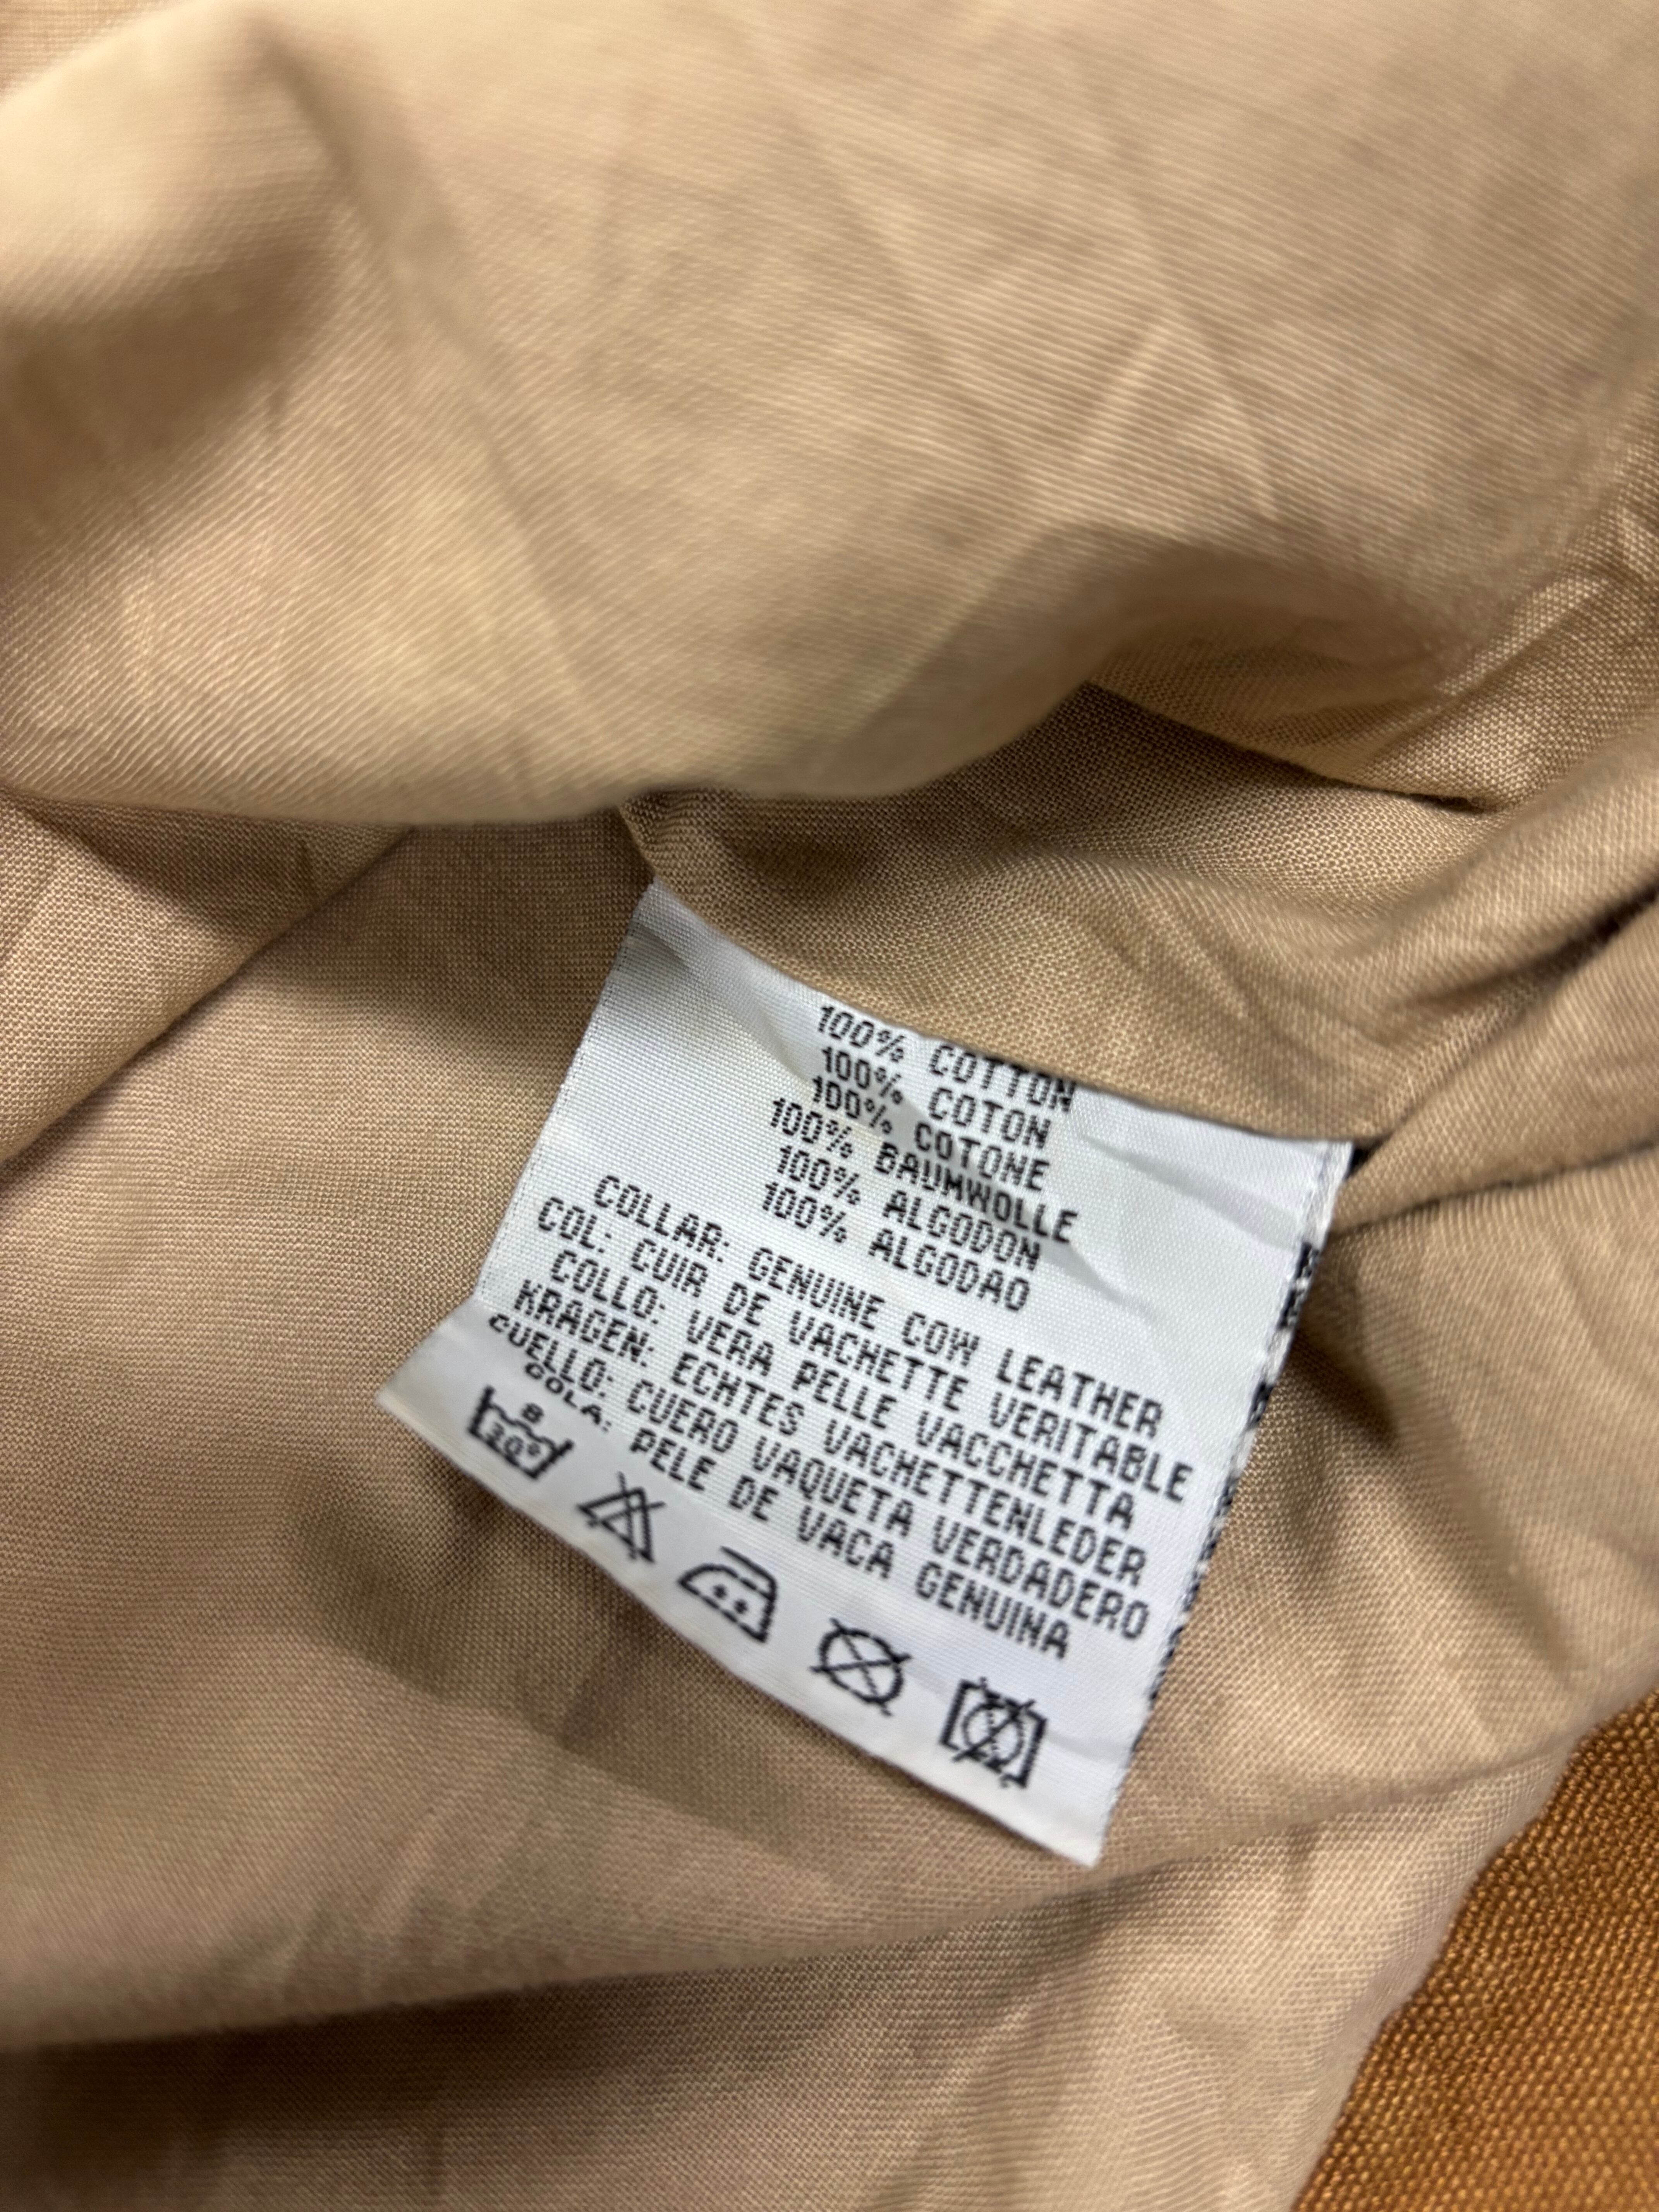 100% COTTON
100% COTON
100% COTONE
100% BAUMWOLLE
100% ALGODON
100% ALGODAO
COLLAR: GENUINE COW LEATHER
COL: CUIR DE VACHETTE VERITABLE
COLLO: VERA PELLE VACCHETTA
KRAGEN: ECHTES VACHETTENLEDER
CUELLO: CUERO VAQUETA VERDADERO
GOLA: PELE DE VACA GENUINA
30°